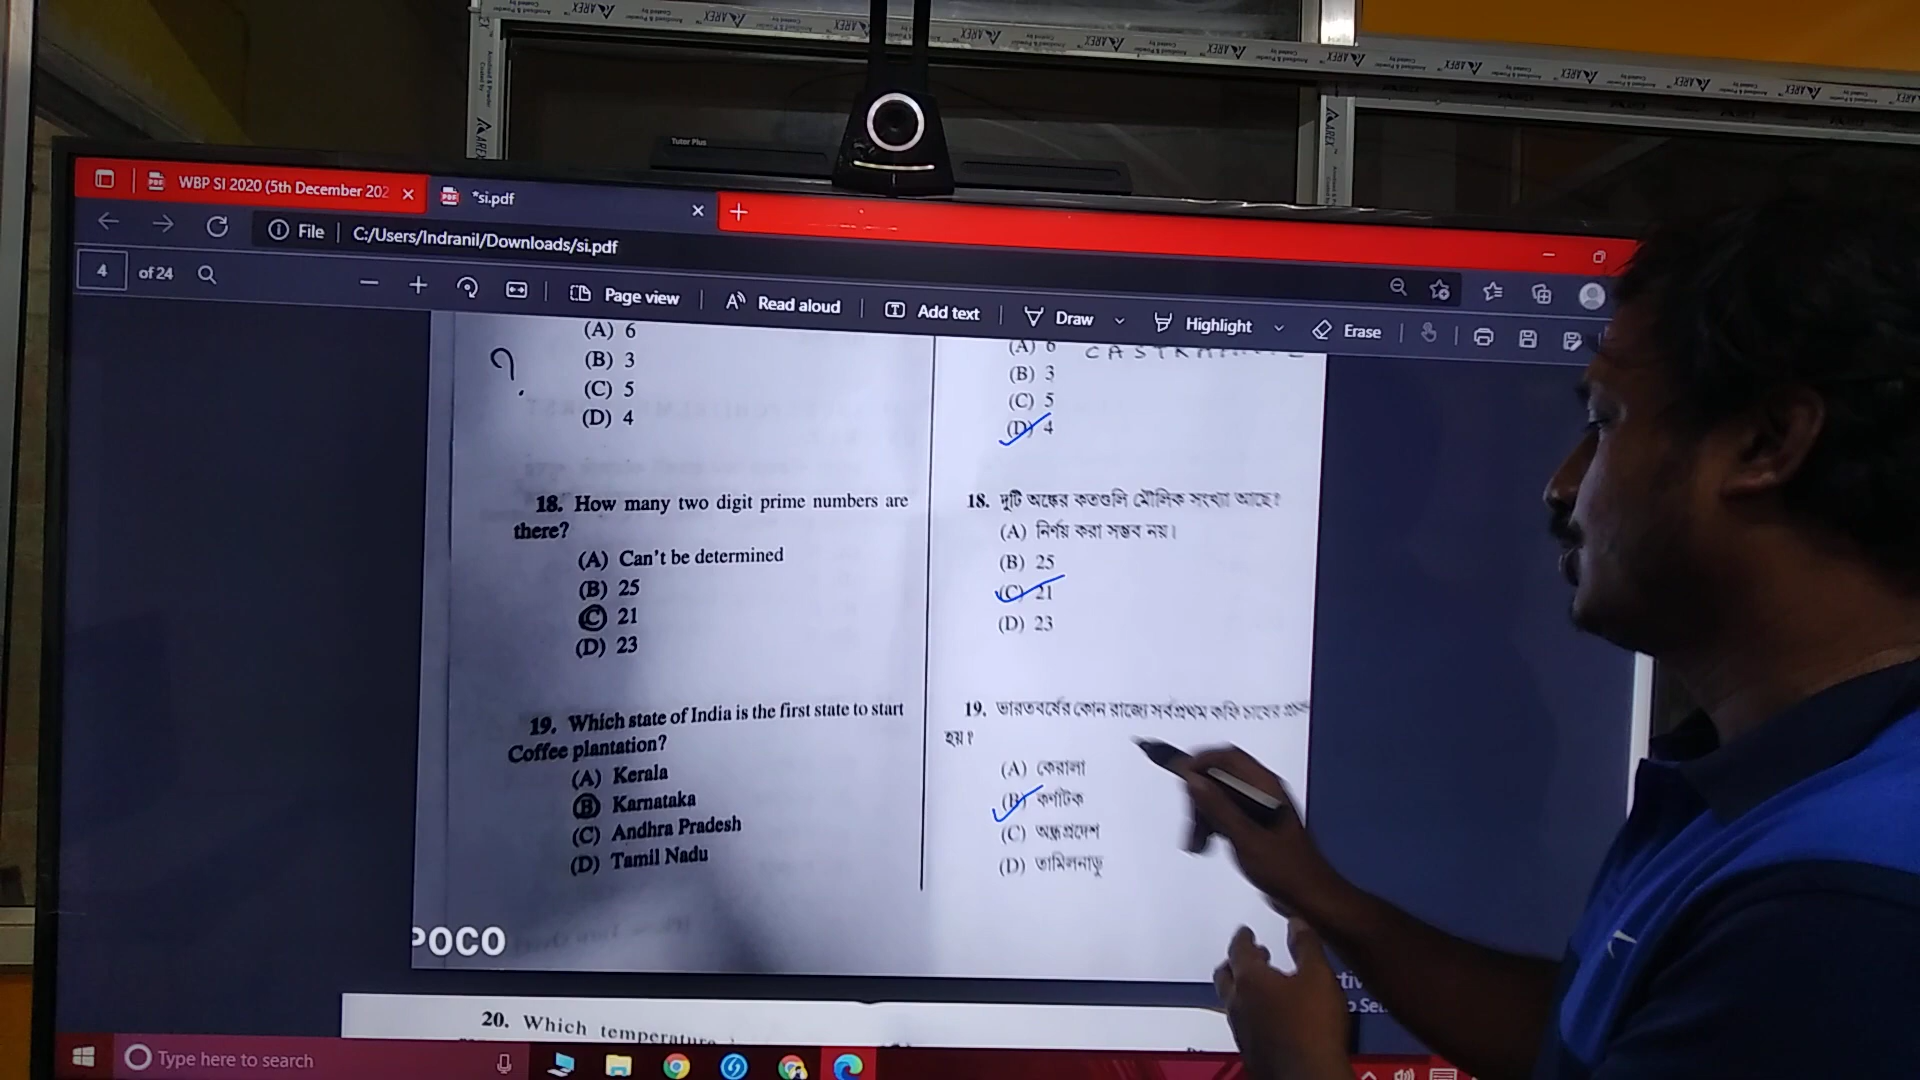 AREX
Tutor Plus
WBP SI 2020 (5th December 202
*si.pdf
File
C:/Users/Indranil/Downloads/si.pdf
4 of 24
Page view
Read aloud
Add text
Draw
Highlight
Erase
(A) 6
(B) 3
(C) 5
(D) 4
18. How many two digit prime numbers are
there?
(A) Can't be determined
(B) 25
(C) 21
(D) 23
19. Which state of India is the first state to start
Coffee plantation?
(A) Kerala
(B) Karnataka
(C) Andhra Pradesh
(D) Tamil Nadu
POCO
(A) 6
(B) 3
(C) 5
(D) 4
18. দুটি অঙ্কের কতগুলি মৌলিক সংখ্যা আছে?
(A) নির্ণয় করা সম্ভব নয়।
(B) 25
(C) 21
(D) 23
19. ভারতবর্ষের কোন রাজ্যে সর্বপ্রথম কফি চাষের
হয়?
(A) কেরালা
(B) কর্ণাটক
(C) অন্ধ্রপ্রদেশ
(D) তামিলনাড়ু
20. Which temperature
Type here to search